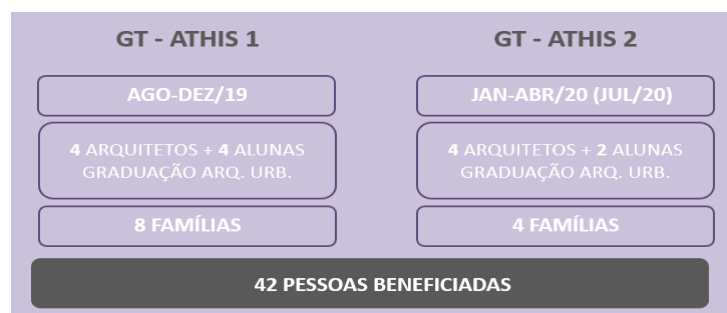 GT - ATHIS 1
AGO-DEZ/19
4 ARQUITETOS + 4 ALUNAS
GRADUAÇÃO ARQ. URB.
8 FAMÍLIAS
GT - ATHIS 2
JAN-ABR/20 (JUL/20)
4 ARQUITETOS + 2 ALUNAS
GRADUAÇÃO ARQ. URB.
4 FAMÍLIAS
42 PESSOAS BENEFICIADAS